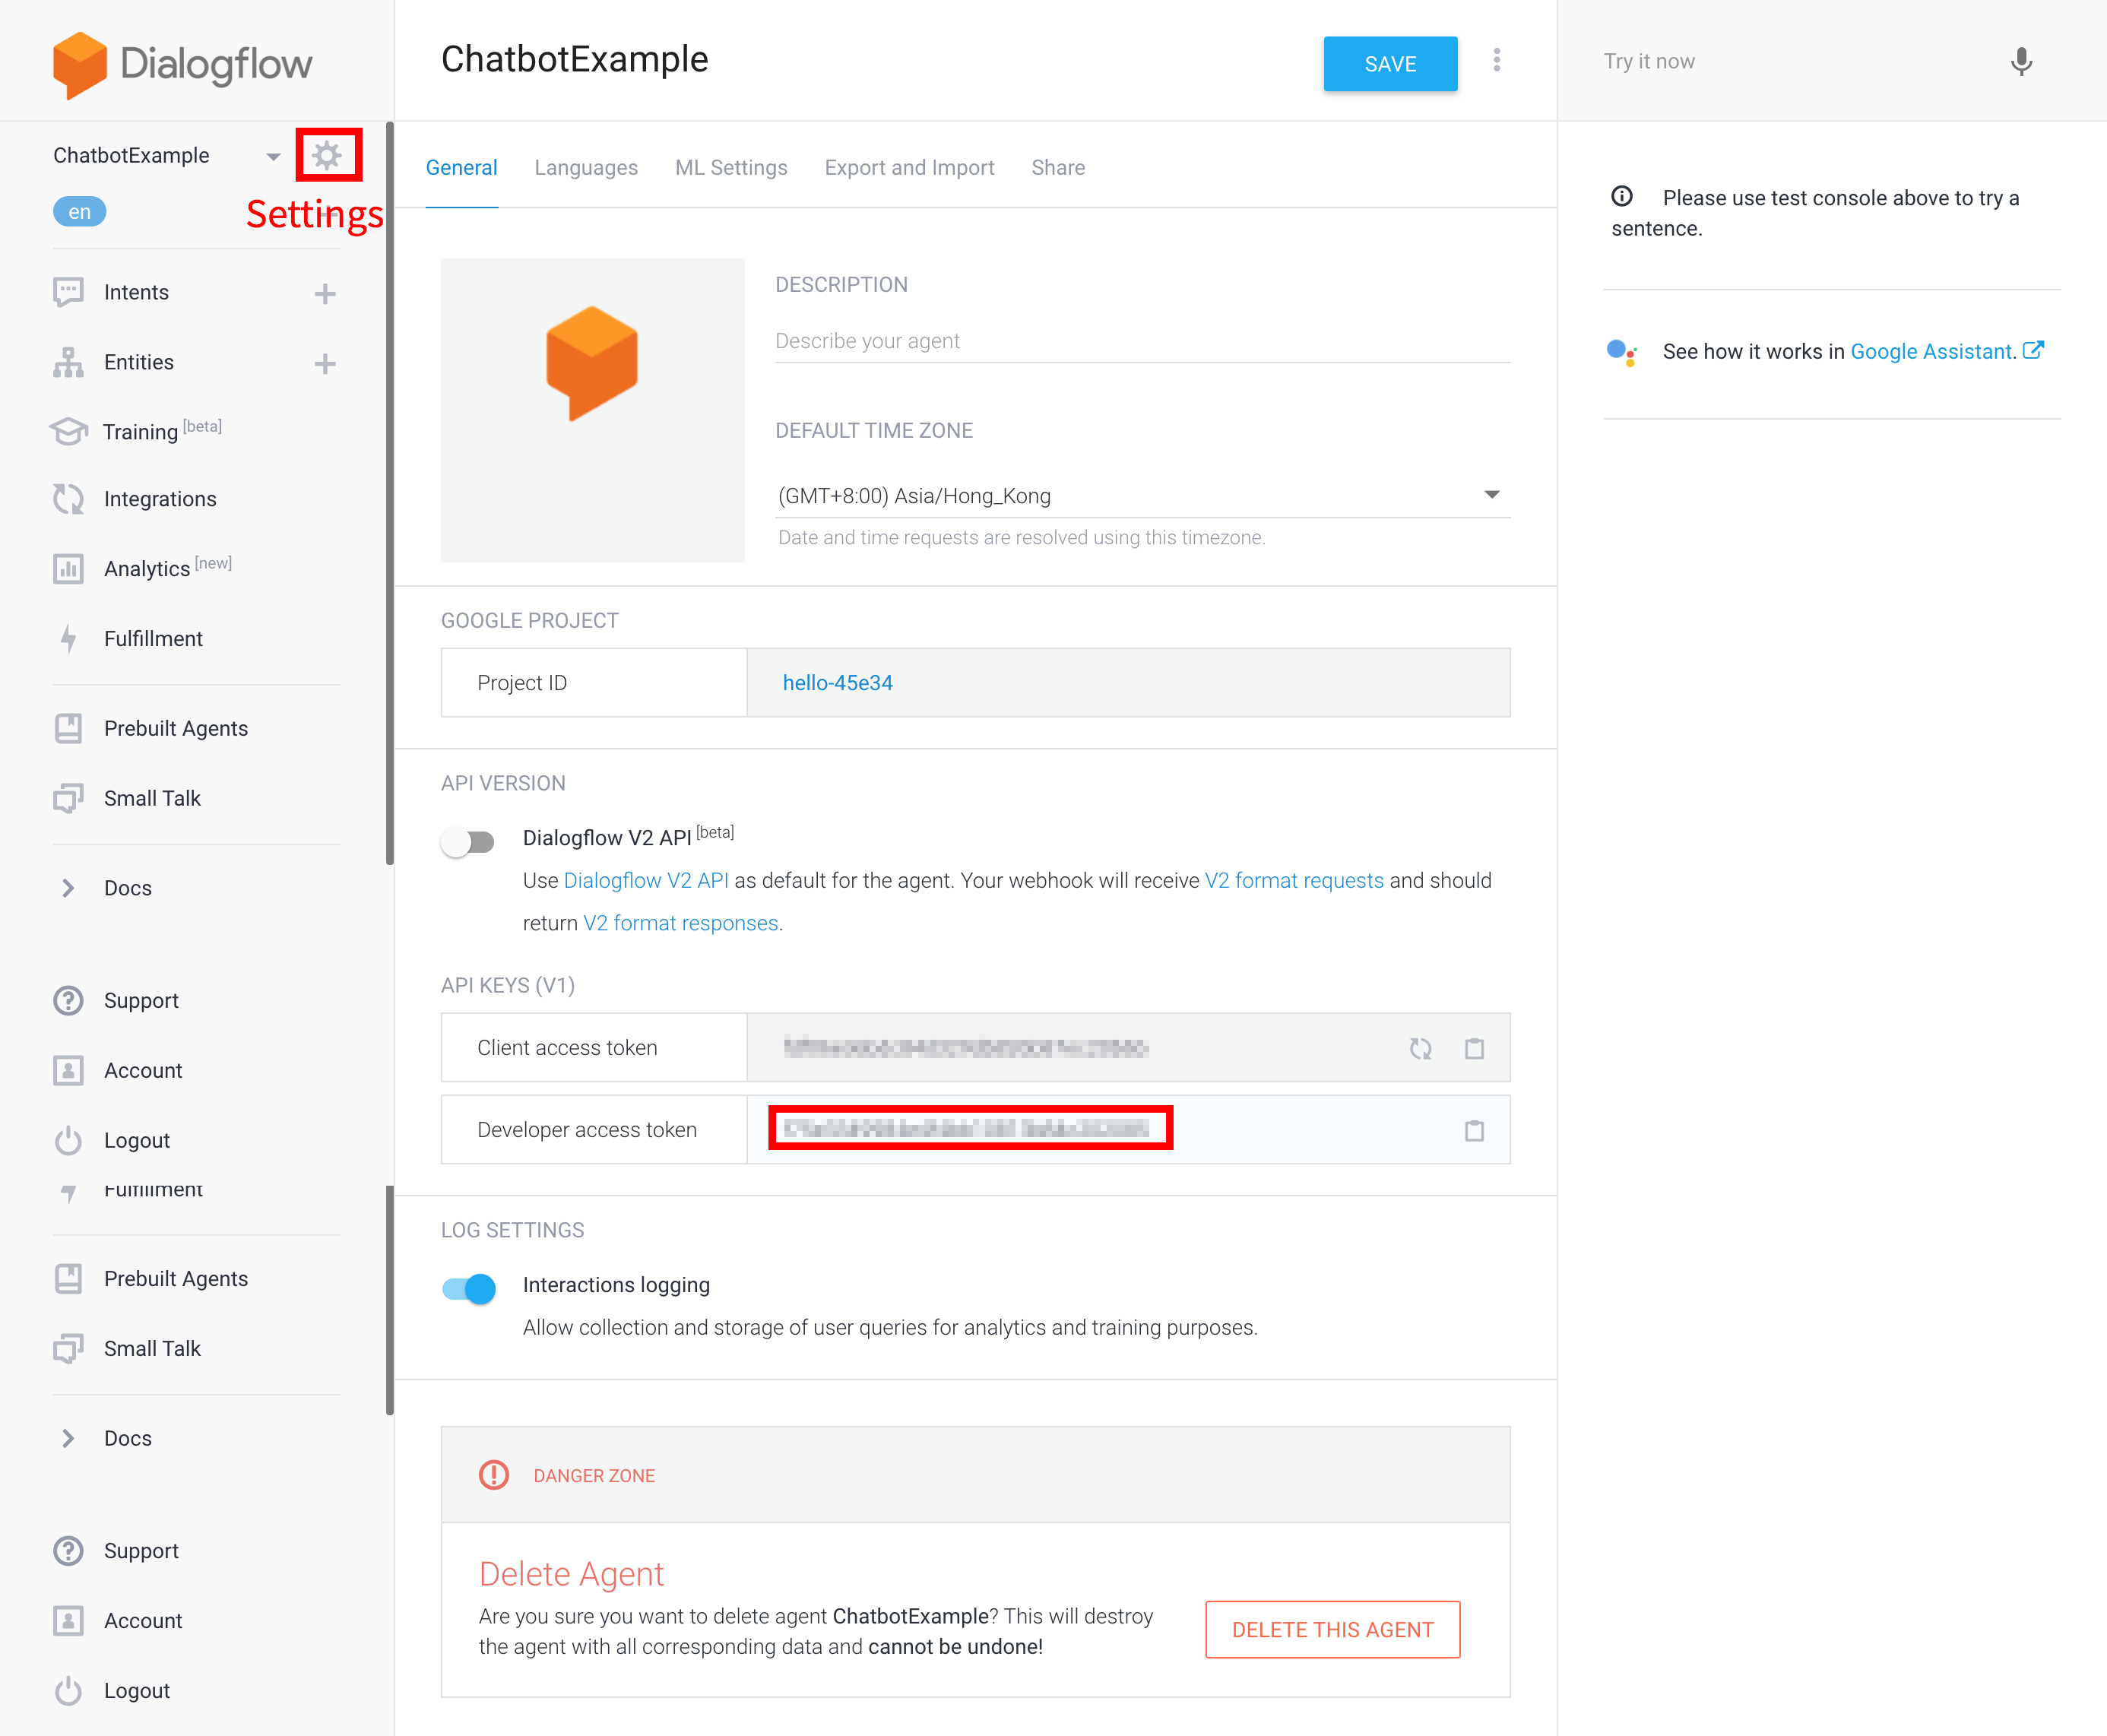 Dialogflow
ChatbotExample
Settings
en
Intents
Entities
Training [beta]
Integrations
Analytics [new]
Fulfillment
Prebuilt Agents
Small Talk
Docs
Support
Account
Logout
Fulfillment
Prebuilt Agents
Small Talk
Docs
Support
Account
Logout
ChatbotExample
SAVE
General Languages ML Settings Export and Import Share
DESCRIPTION
Describe your agent
DEFAULT TIME ZONE
(GMT+8:00) Asia/Hong_Kong
Date and time requests are resolved using this timezone.
GOOGLE PROJECT
Project ID hello-45e34
API VERSION
Dialogflow V2 API [beta]
Use Dialogflow V2 API as default for the agent. Your webhook will receive V2 format requests and should
return V2 format responses.
API KEYS (V1)
Client access token
Developer access token
LOG SETTINGS
Interactions logging
Allow collection and storage of user queries for analytics and training purposes.
DANGER ZONE
Delete Agent
Are you sure you want to delete agent ChatbotExample? This will destroy
the agent with all corresponding data and cannot be undone!
DELETE THIS AGENT
Try it now
Please use test console above to try a
sentence.
See how it works in Google Assistant.